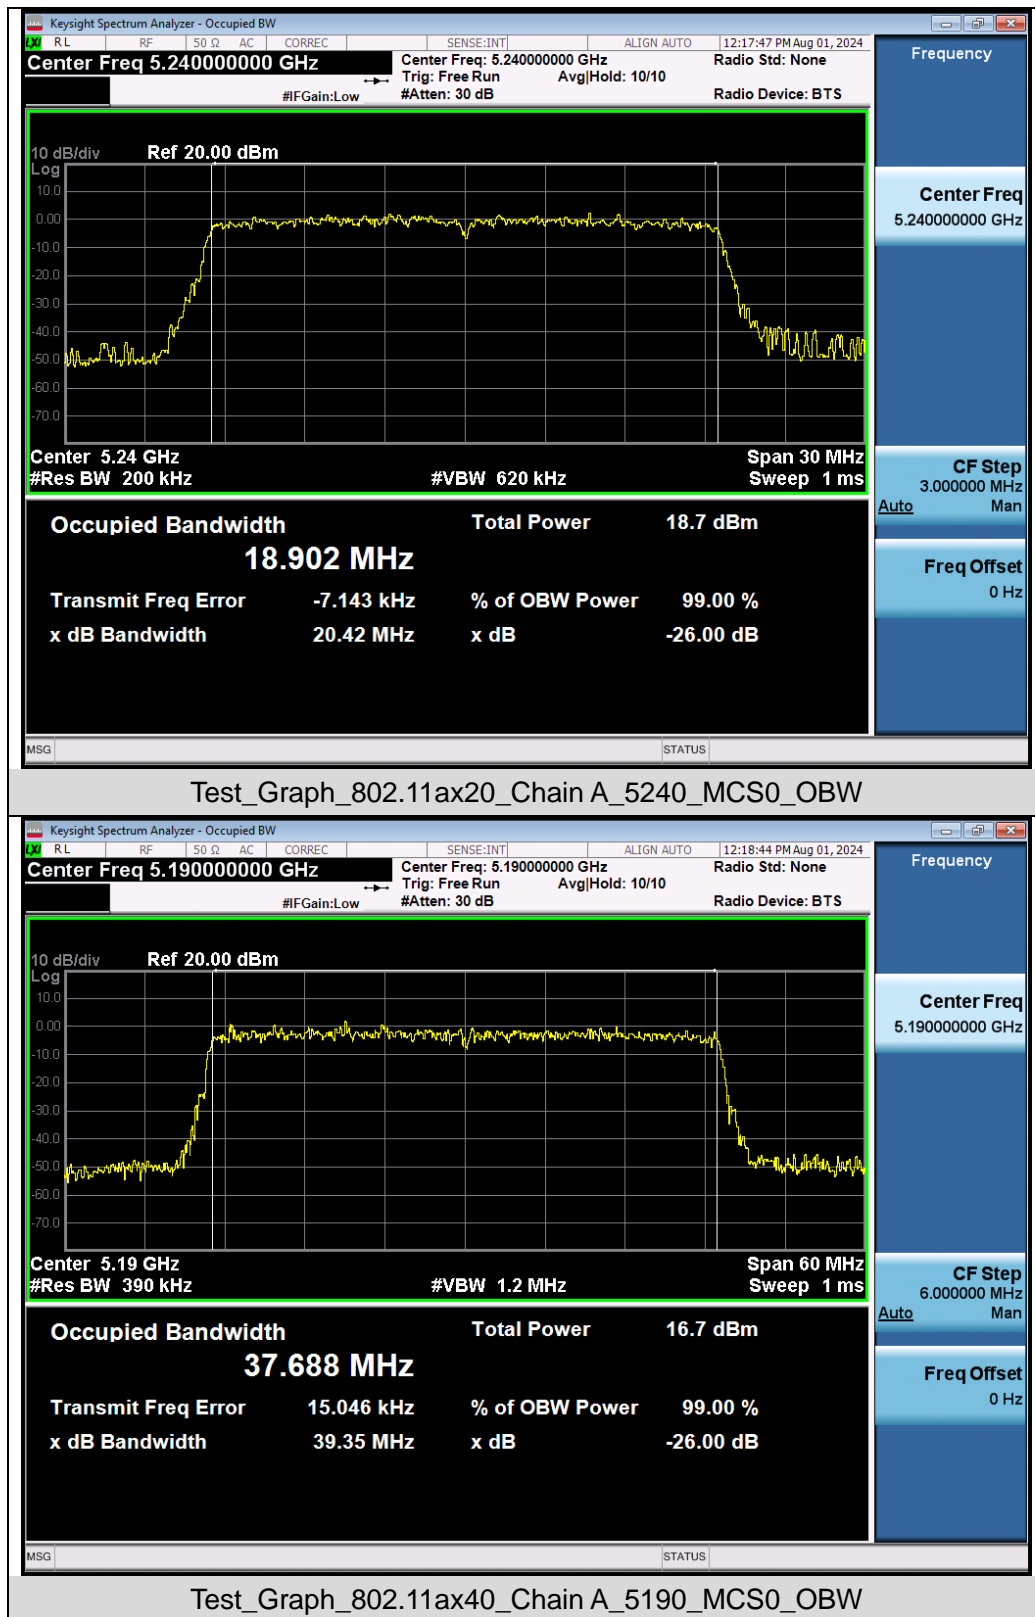 Keysight Spectrum Analyzer - Occupied BW
LXI RL RF 50 Ω AC CORREC SENSE:INT ALIGN AUTO 12:17:47 PM Aug 01, 2024
Center Freq 5.240000000 GHz
Center Freq: 5.240000000 GHz
Radio Std: None
Trig: Free Run Avg|Hold: 10/10
#IFGain:Low
#Atten: 30 dB
Radio Device: BTS
Frequency
10 dB/div Ref 20.00 dBm
Log
10.0
0.00
-10.0
-20.0
-30.0
-40.0
-50.0
-60.0
-70.0
Center 5.24 GHz Span 30 MHz
#Res BW 200 kHz #VBW 620 kHz Sweep 1 ms
Center Freq
5.240000000 GHz
CF Step
3.000000 MHz
Auto Man
Freq Offset
0 Hz
Occupied Bandwidth Total Power 18.7 dBm
18.902 MHz
Transmit Freq Error -7.143 kHz % of OBW Power 99.00 %
x dB Bandwidth 20.42 MHz x dB -26.00 dB
MSG STATUS
Test_Graph_802.11ax20_Chain A_5240_MCS0_OBW
Keysight Spectrum Analyzer - Occupied BW
LXI RL RF 50 Ω AC CORREC SENSE:INT ALIGN AUTO 12:18:44 PM Aug 01, 2024
Center Freq 5.190000000 GHz
Center Freq: 5.190000000 GHz
Radio Std: None
Trig: Free Run Avg|Hold: 10/10
#IFGain:Low
#Atten: 30 dB
Radio Device: BTS
Frequency
10 dB/div Ref 20.00 dBm
Log
10.0
0.00
-10.0
-20.0
-30.0
-40.0
-50.0
-60.0
-70.0
Center 5.19 GHz Span 60 MHz
#Res BW 390 kHz #VBW 1.2 MHz Sweep 1 ms
Center Freq
5.190000000 GHz
CF Step
6.000000 MHz
Auto Man
Freq Offset
0 Hz
Occupied Bandwidth Total Power 16.7 dBm
37.688 MHz
Transmit Freq Error 15.046 kHz % of OBW Power 99.00 %
x dB Bandwidth 39.35 MHz x dB -26.00 dB
MSG STATUS
Test_Graph_802.11ax40_Chain A_5190_MCS0_OBW